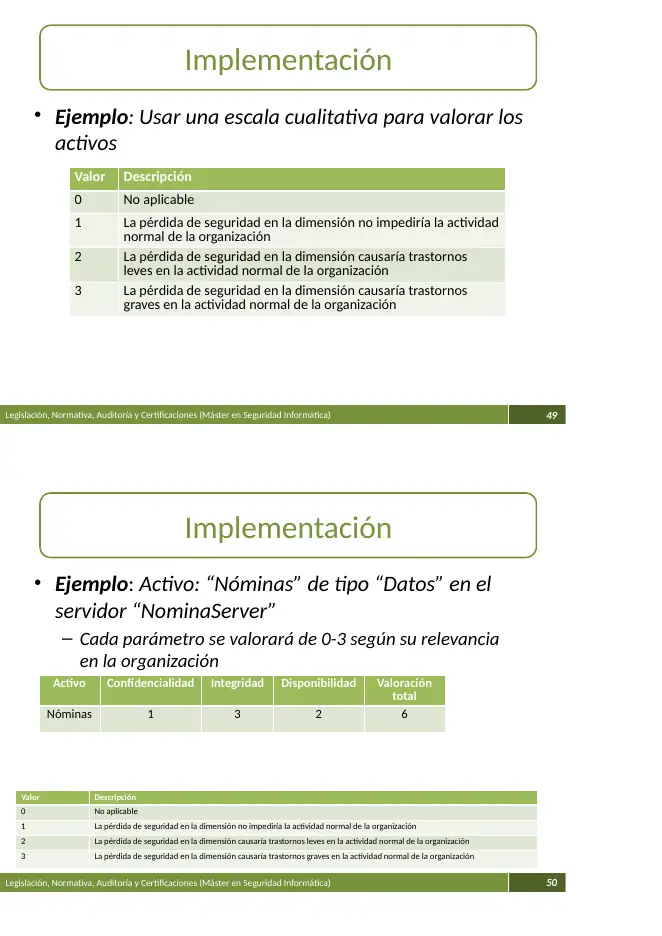 Implementación
• Ejemplo: Usar una escala cualitativa para valorar los
activos
Valor Descripción
0 No aplicable
1 La pérdida de seguridad en la dimensión no impediría la actividad
normal de la organización
2 La pérdida de seguridad en la dimensión causaría trastornos
leves en la actividad normal de la organización
3 La pérdida de seguridad en la dimensión causaría trastornos
graves en la actividad normal de la organización
Legislación, Normativa, Auditoría y Certificaciones (Máster en Seguridad Informática) 49
Implementación
• Ejemplo: Activo: “Nóminas” de tipo “Datos” en el
servidor “NominaServer”
– Cada parámetro se valorará de 0-3 según su relevancia
en la organización
Activo Confidencialidad Integridad Disponibilidad Valoración
total
Nóminas 1 3 2 6
Valor Descripción
0 No aplicable
1 La pérdida de seguridad en la dimensión no impediría la actividad normal de la organización
2 La pérdida de seguridad en la dimensión causaría trastornos leves en la actividad normal de la organización
3 La pérdida de seguridad en la dimensión causaría trastornos graves en la actividad normal de la organización
Legislación, Normativa, Auditoría y Certificaciones (Máster en Seguridad Informática) 50